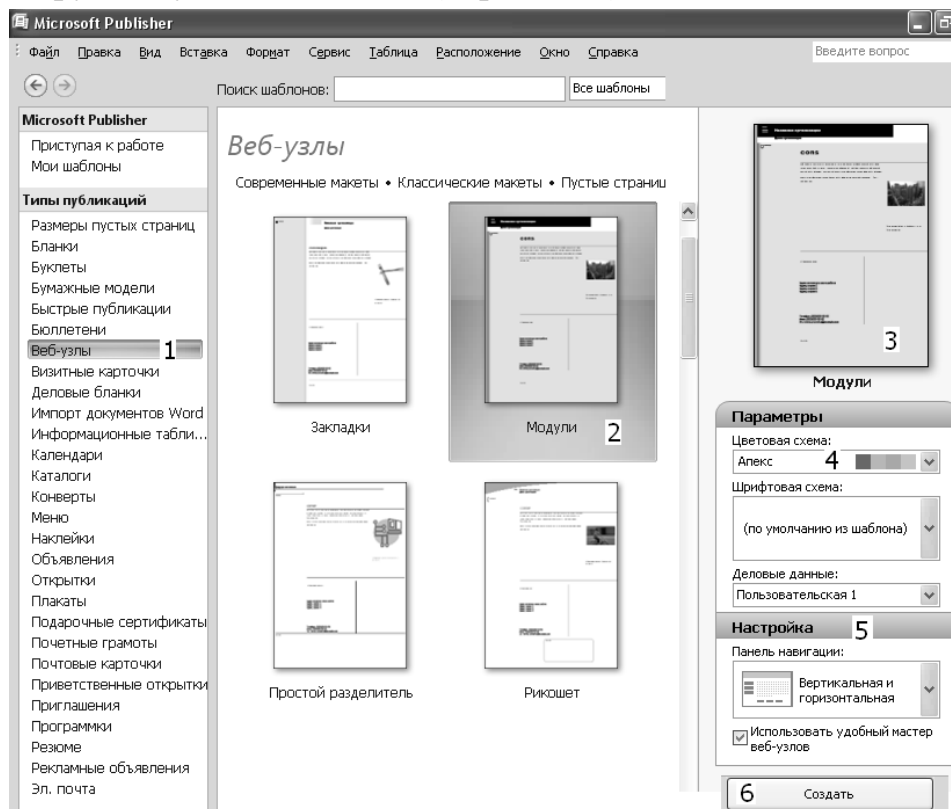 Microsoft Publisher
Файл Правка Вид Вставка Формат Сервис Таблица Расположение Окно Справка Введите вопрос
Поиск шаблонов: Все шаблоны
Microsoft Publisher
Приступая к работе
Мои шаблоны
Типы публикаций
Размеры пустых страниц
Бланки
Буклеты
Бумажные модели
Быстрые публикации
Бюллетени
Веб-узлы 1
Визитные карточки
Деловые бланки
Импорт документов Word
Информационные табли...
Календари
Каталоги
Конверты
Меню
Наклейки
Объявления
Открытки
Плакаты
Подарочные сертификаты
Почетные грамоты
Почтовые карточки
Приветственные открытки
Приглашения
Программки
Резюме
Рекламные объявления
Эл. почта
Веб-узлы
Современные макеты • Классические макеты • Пустые страниц
Закладки
Модули 2
Простой разделитель
Рикошет
3
Модули
Параметры
Цветовая схема:
Апекс 4
Шрифтовая схема:
(по умолчанию из шаблона)
Деловые данные:
Пользовательская 1
Настройка 5
Панель навигации:
Вертикальная и
горизонтальная
Использовать удобный мастер
веб-узлов
6 Создать